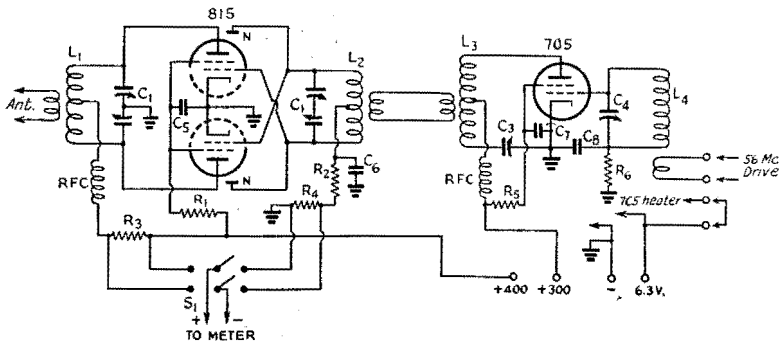 815
N
L1
Ant.
C1
C5
N
C1
L2
RFC
R1
R3
R2
C6
R4
S1
+ −
TO METER
L3
705
C4
L4
C3
C7
C8
R6
RFC
R5
56 Mc.
Drive
7C5 heater
+400
+300
−
6.3V.